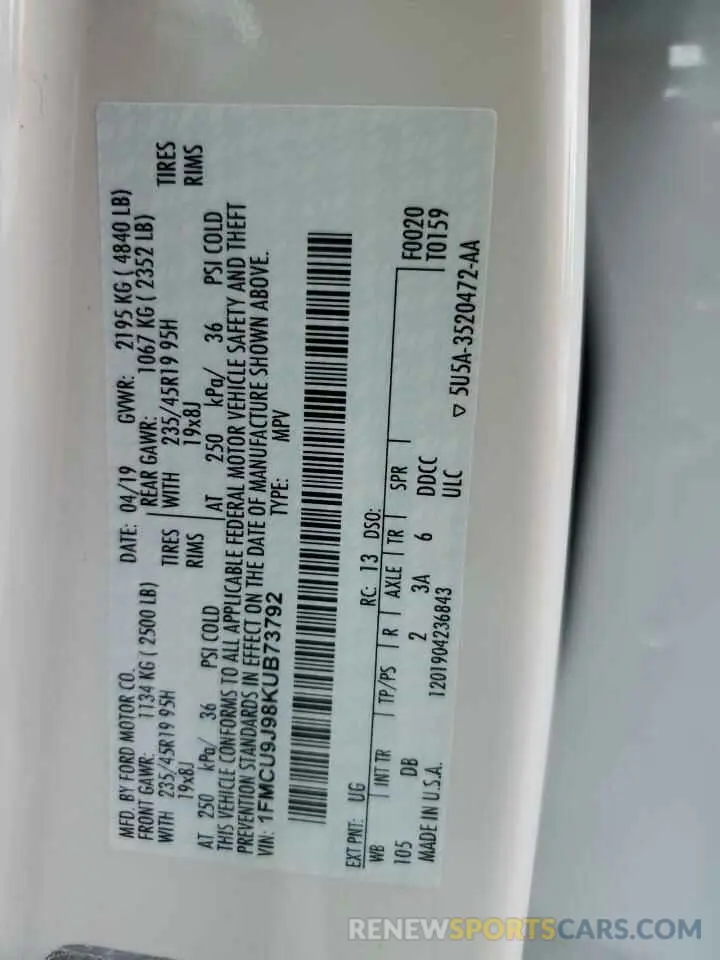 MFD. BY FORD MOTOR CO.
DATE: 04/19 GVWR: 2195 KG ( 4840 LB)
FRONT GAWR: 1134 KG ( 2500 LB) REAR GAWR: 1067 KG ( 2352 LB)
WITH 235/45R19 95H TIRES WITH 235/45R19 95H TIRES
19x8J RIMS 19x8J RIMS
AT 250 kPa/ 36 PSI COLD AT 250 kPa/ 36 PSI COLD
THIS VEHICLE CONFORMS TO ALL APPLICABLE FEDERAL MOTOR VEHICLE SAFETY AND THEFT
PREVENTION STANDARDS IN EFFECT ON THE DATE OF MANUFACTURE SHOWN ABOVE.
VIN: 1FMCU9J98KUB73792 TYPE: MPV
EXT PNT: UG RC: 13 DSO:
WB INT TR TP/PS R AXLE TR SPR F0020
105 DB 2 3A 6 DDCC T0159
MADE IN U.S.A. 1201904236843 ULC ▽ 5U5A-3520472-AA
RENEWSPORTSCARS.COM